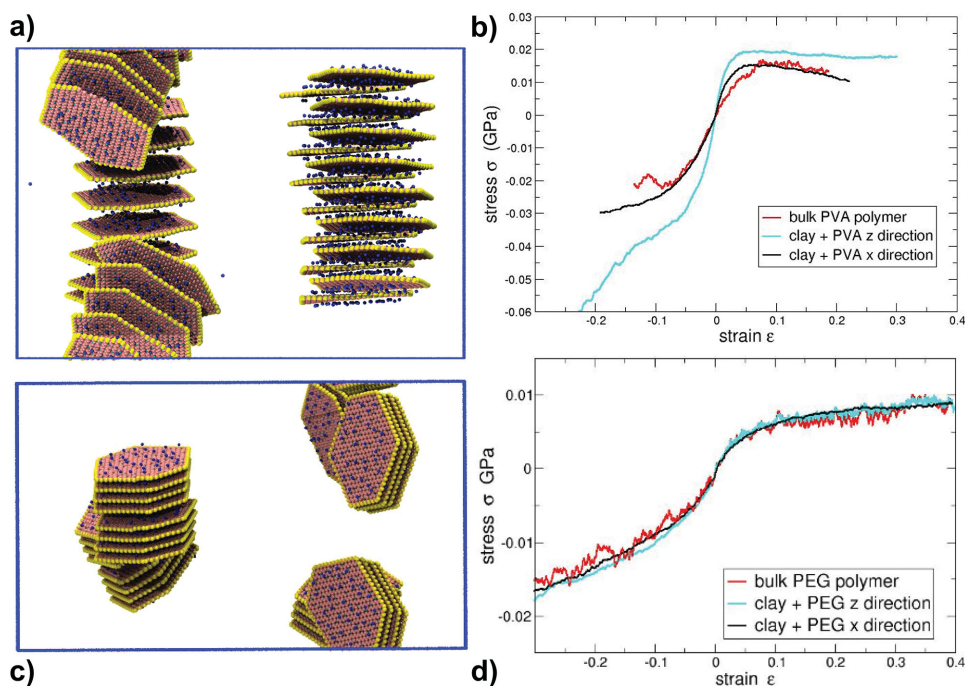 a)
b)
0.03
0.02
0.01
0
-0.01
-0.02
-0.03
-0.04
-0.05
-0.06
stress σ (GPa)
bulk PVA polymer
clay + PVA z direction
clay + PVA x direction
-0.2
-0.1
0
0.1
0.2
0.3
0.4
strain ε
c)
d)
0.01
0
-0.01
-0.02
stress σ GPa
bulk PEG polymer
clay + PEG z direction
clay + PEG x direction
-0.2
-0.1
0
0.1
0.2
0.3
0.4
strain ε